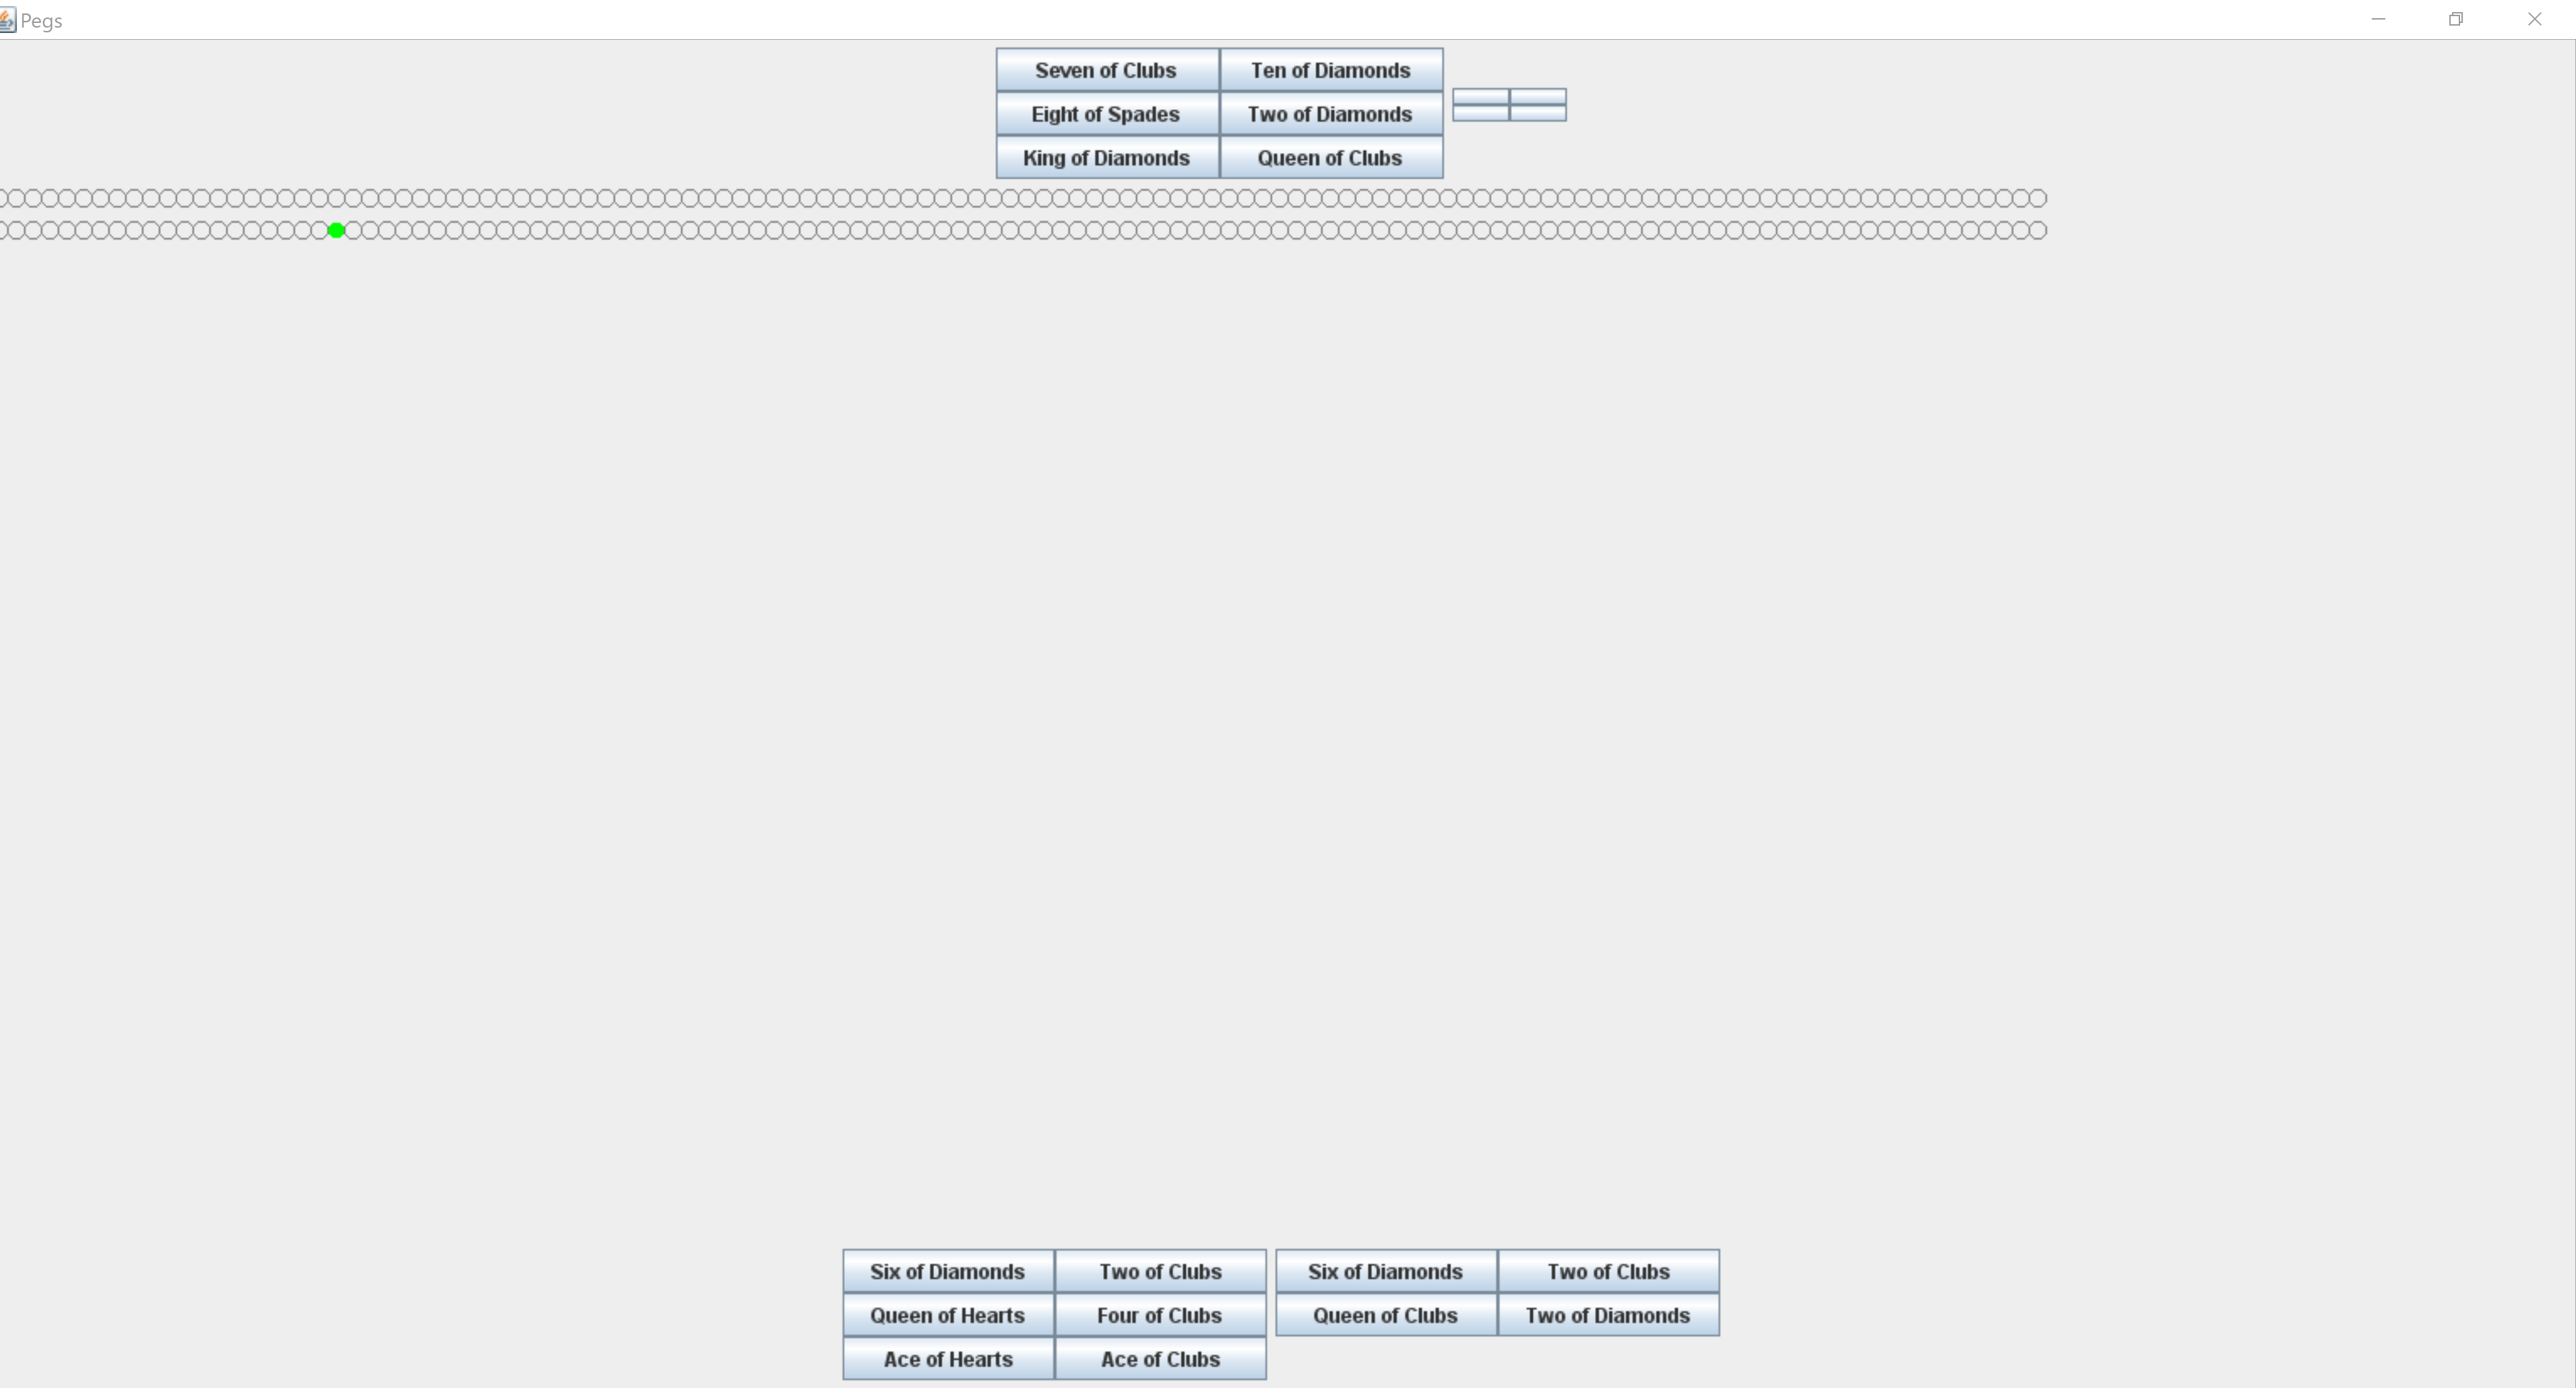 Pegs
Seven of Clubs Ten of Diamonds
Eight of Spades Two of Diamonds
King of Diamonds Queen of Clubs
Six of Diamonds Two of Clubs Six of Diamonds Two of Clubs
Queen of Hearts Four of Clubs Queen of Clubs Two of Diamonds
Ace of Hearts Ace of Clubs